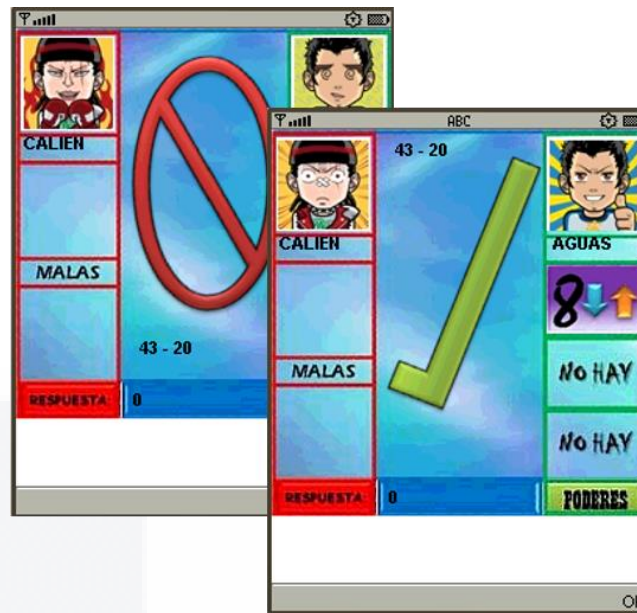 CALIEN
MALAS
43 - 20
RESPUESTA
0
ABC
43 - 20
CALIEN
AGUAS
8
MALAS
NO HAY
NO HAY
RESPUESTA
0
PODERES